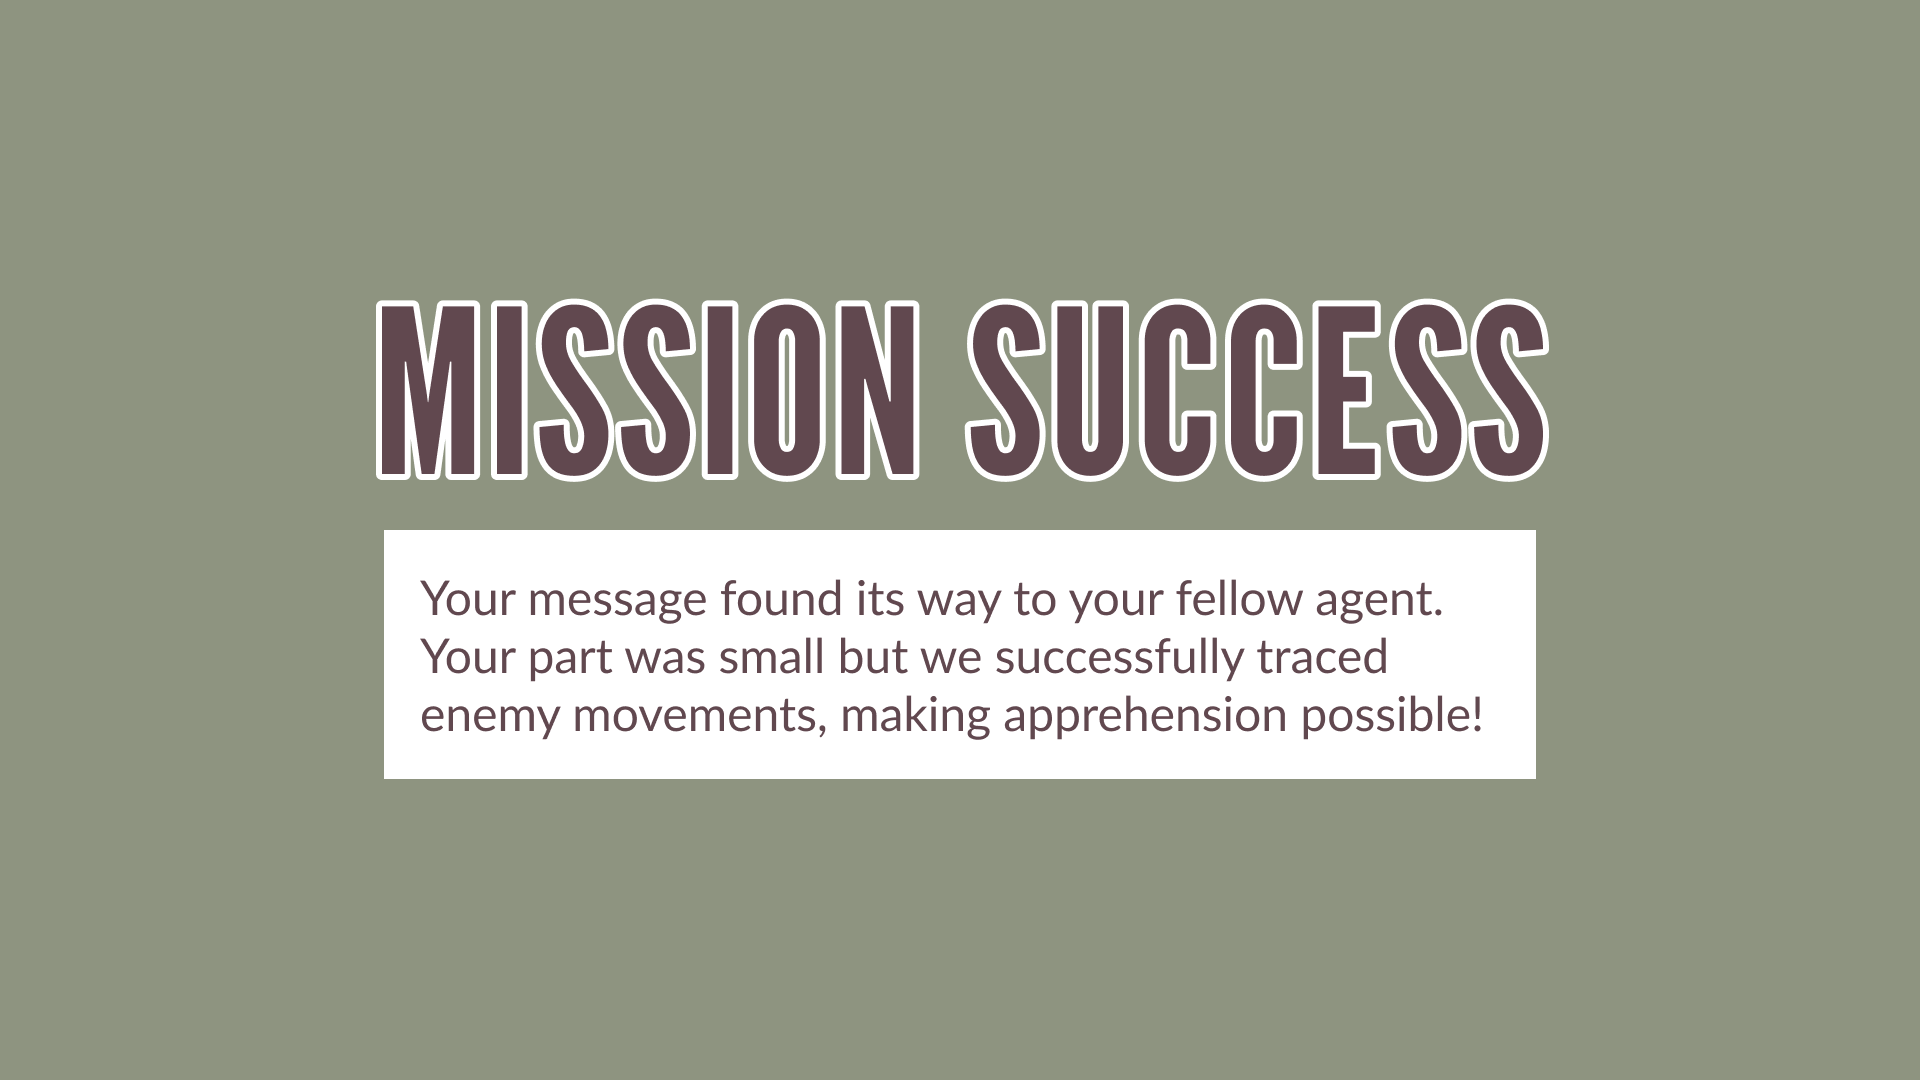 MISSION SUCCESS
Your message found its way to your fellow agent.
Your part was small but we successfully traced
enemy movements, making apprehension possible!